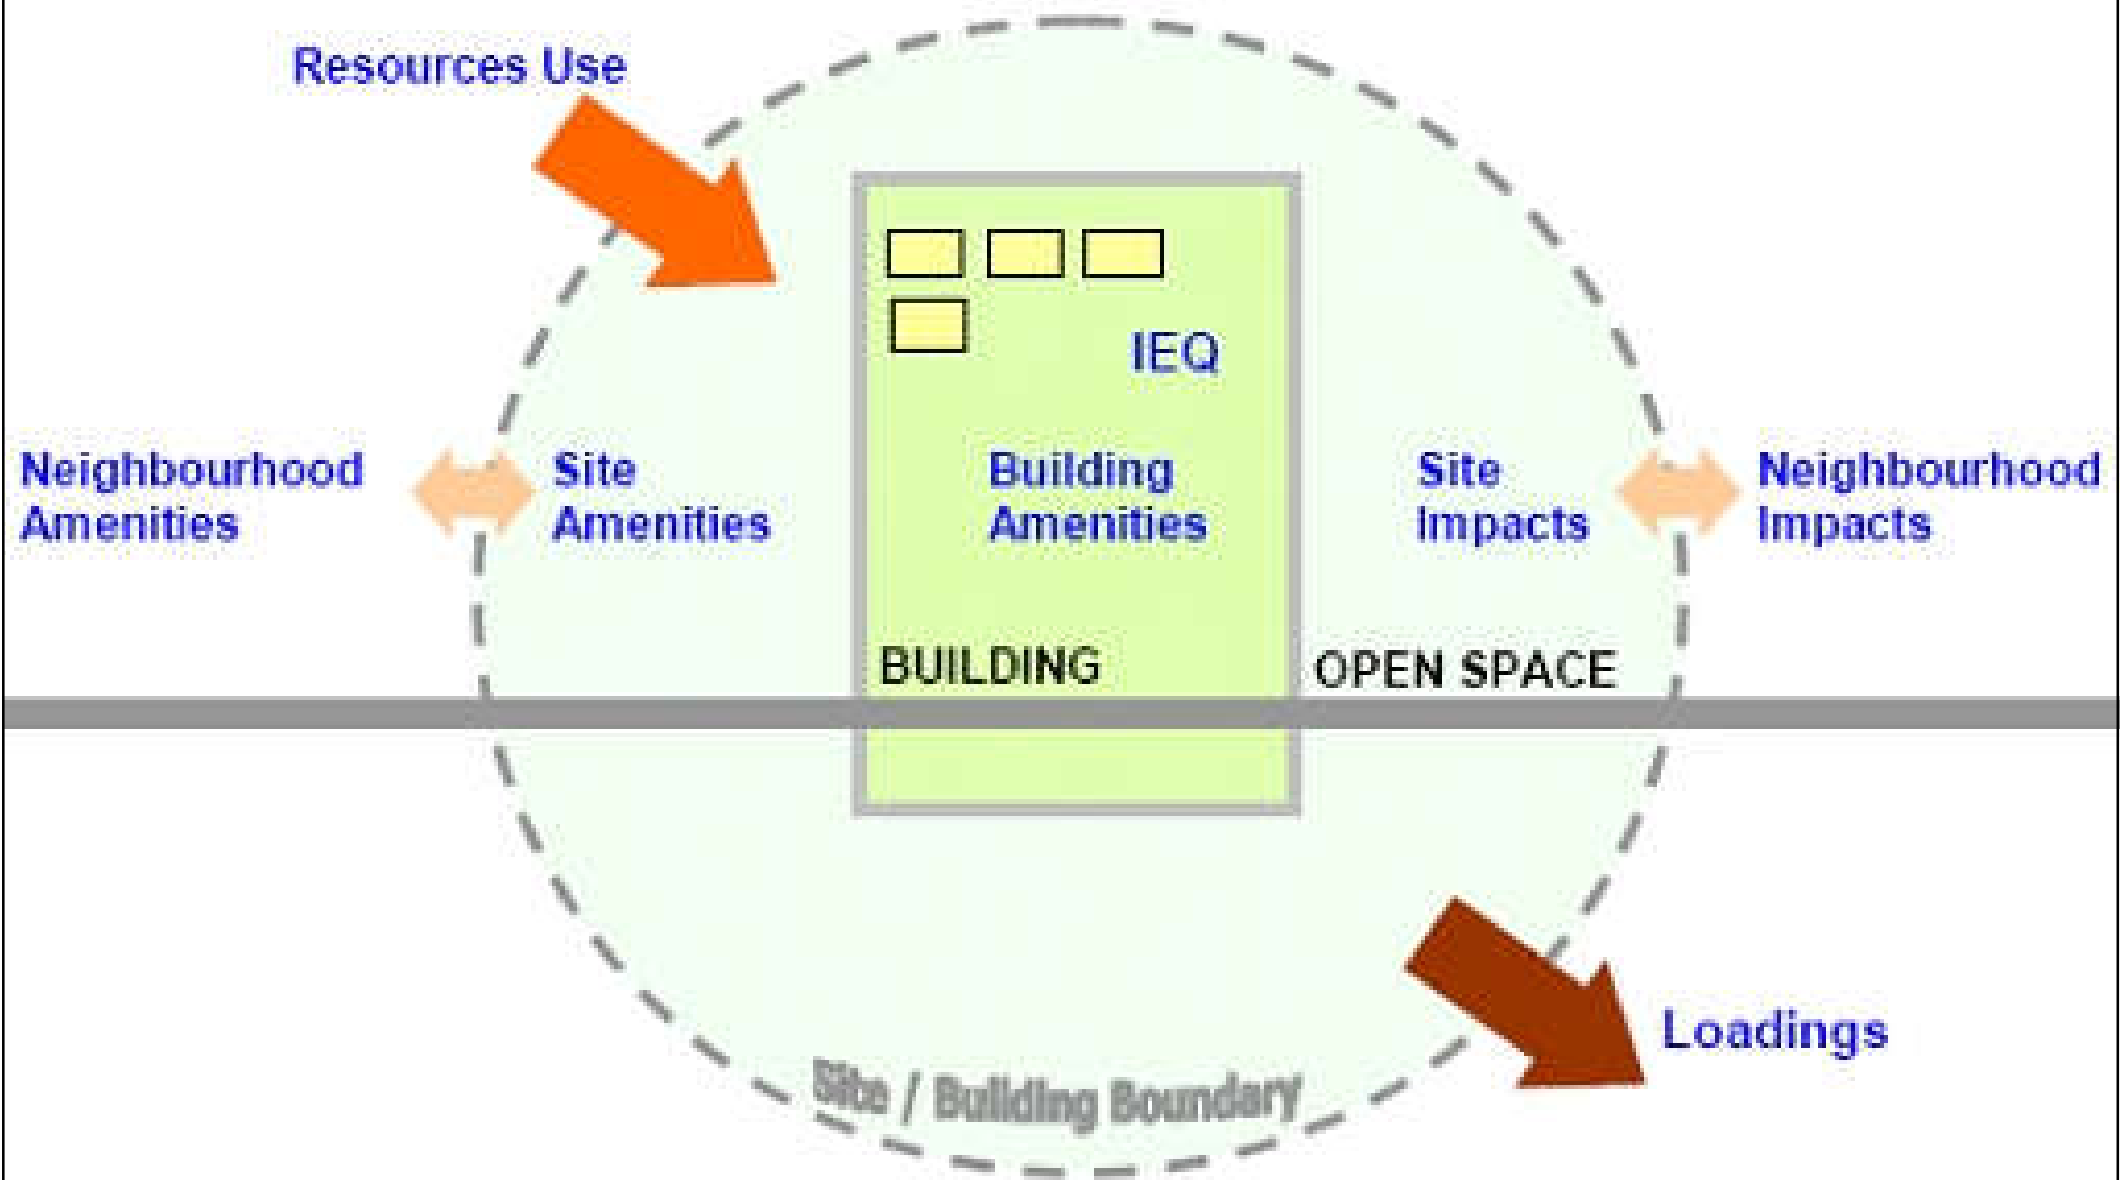 Resources Use
IEQ
Neighbourhood
Amenities
Site
Amenities
Building
Amenities
Site
Impacts
Neighbourhood
Impacts
BUILDING
OPEN SPACE
Loadings
Site / Building Boundary